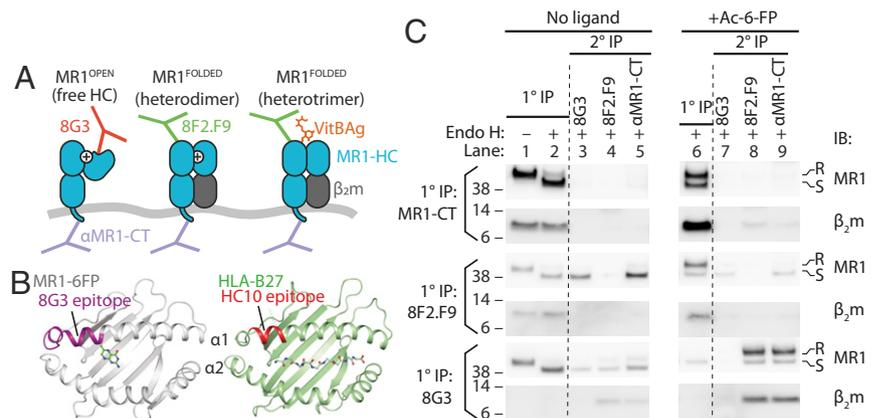 A
MR1OPEN
(free HC)
8G3
MR1FOLDED
(heterodimer)
8F2.F9
MR1FOLDED
(heterotrimer)
VitBAg
MR1-HC
β2m
αMR1-CT
+
+
B
MR1-6FP
8G3 epitope
HLA-B27
HC10 epitope
α1
α2
C
No ligand
+Ac-6-FP
2° IP
2° IP
1° IP
8G3
8F2.F9
αMR1-CT
1° IP
8G3
8F2.F9
αMR1-CT
Endo H: − + + + + + + + + IB:
Lane: 1 2 3 4 5 6 7 8 9
1° IP:
MR1-CT
38
14
6
R
S
MR1
β2m
1° IP:
8F2.F9
38
14
6
R
S
MR1
β2m
1° IP:
8G3
38
14
6
R
S
MR1
β2m